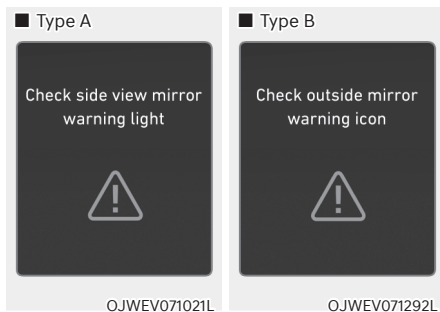 ■ Type A
Check side view mirror
warning light
OJWEV071021L
■ Type B
Check outside mirror
warning icon
OJWEV071292L